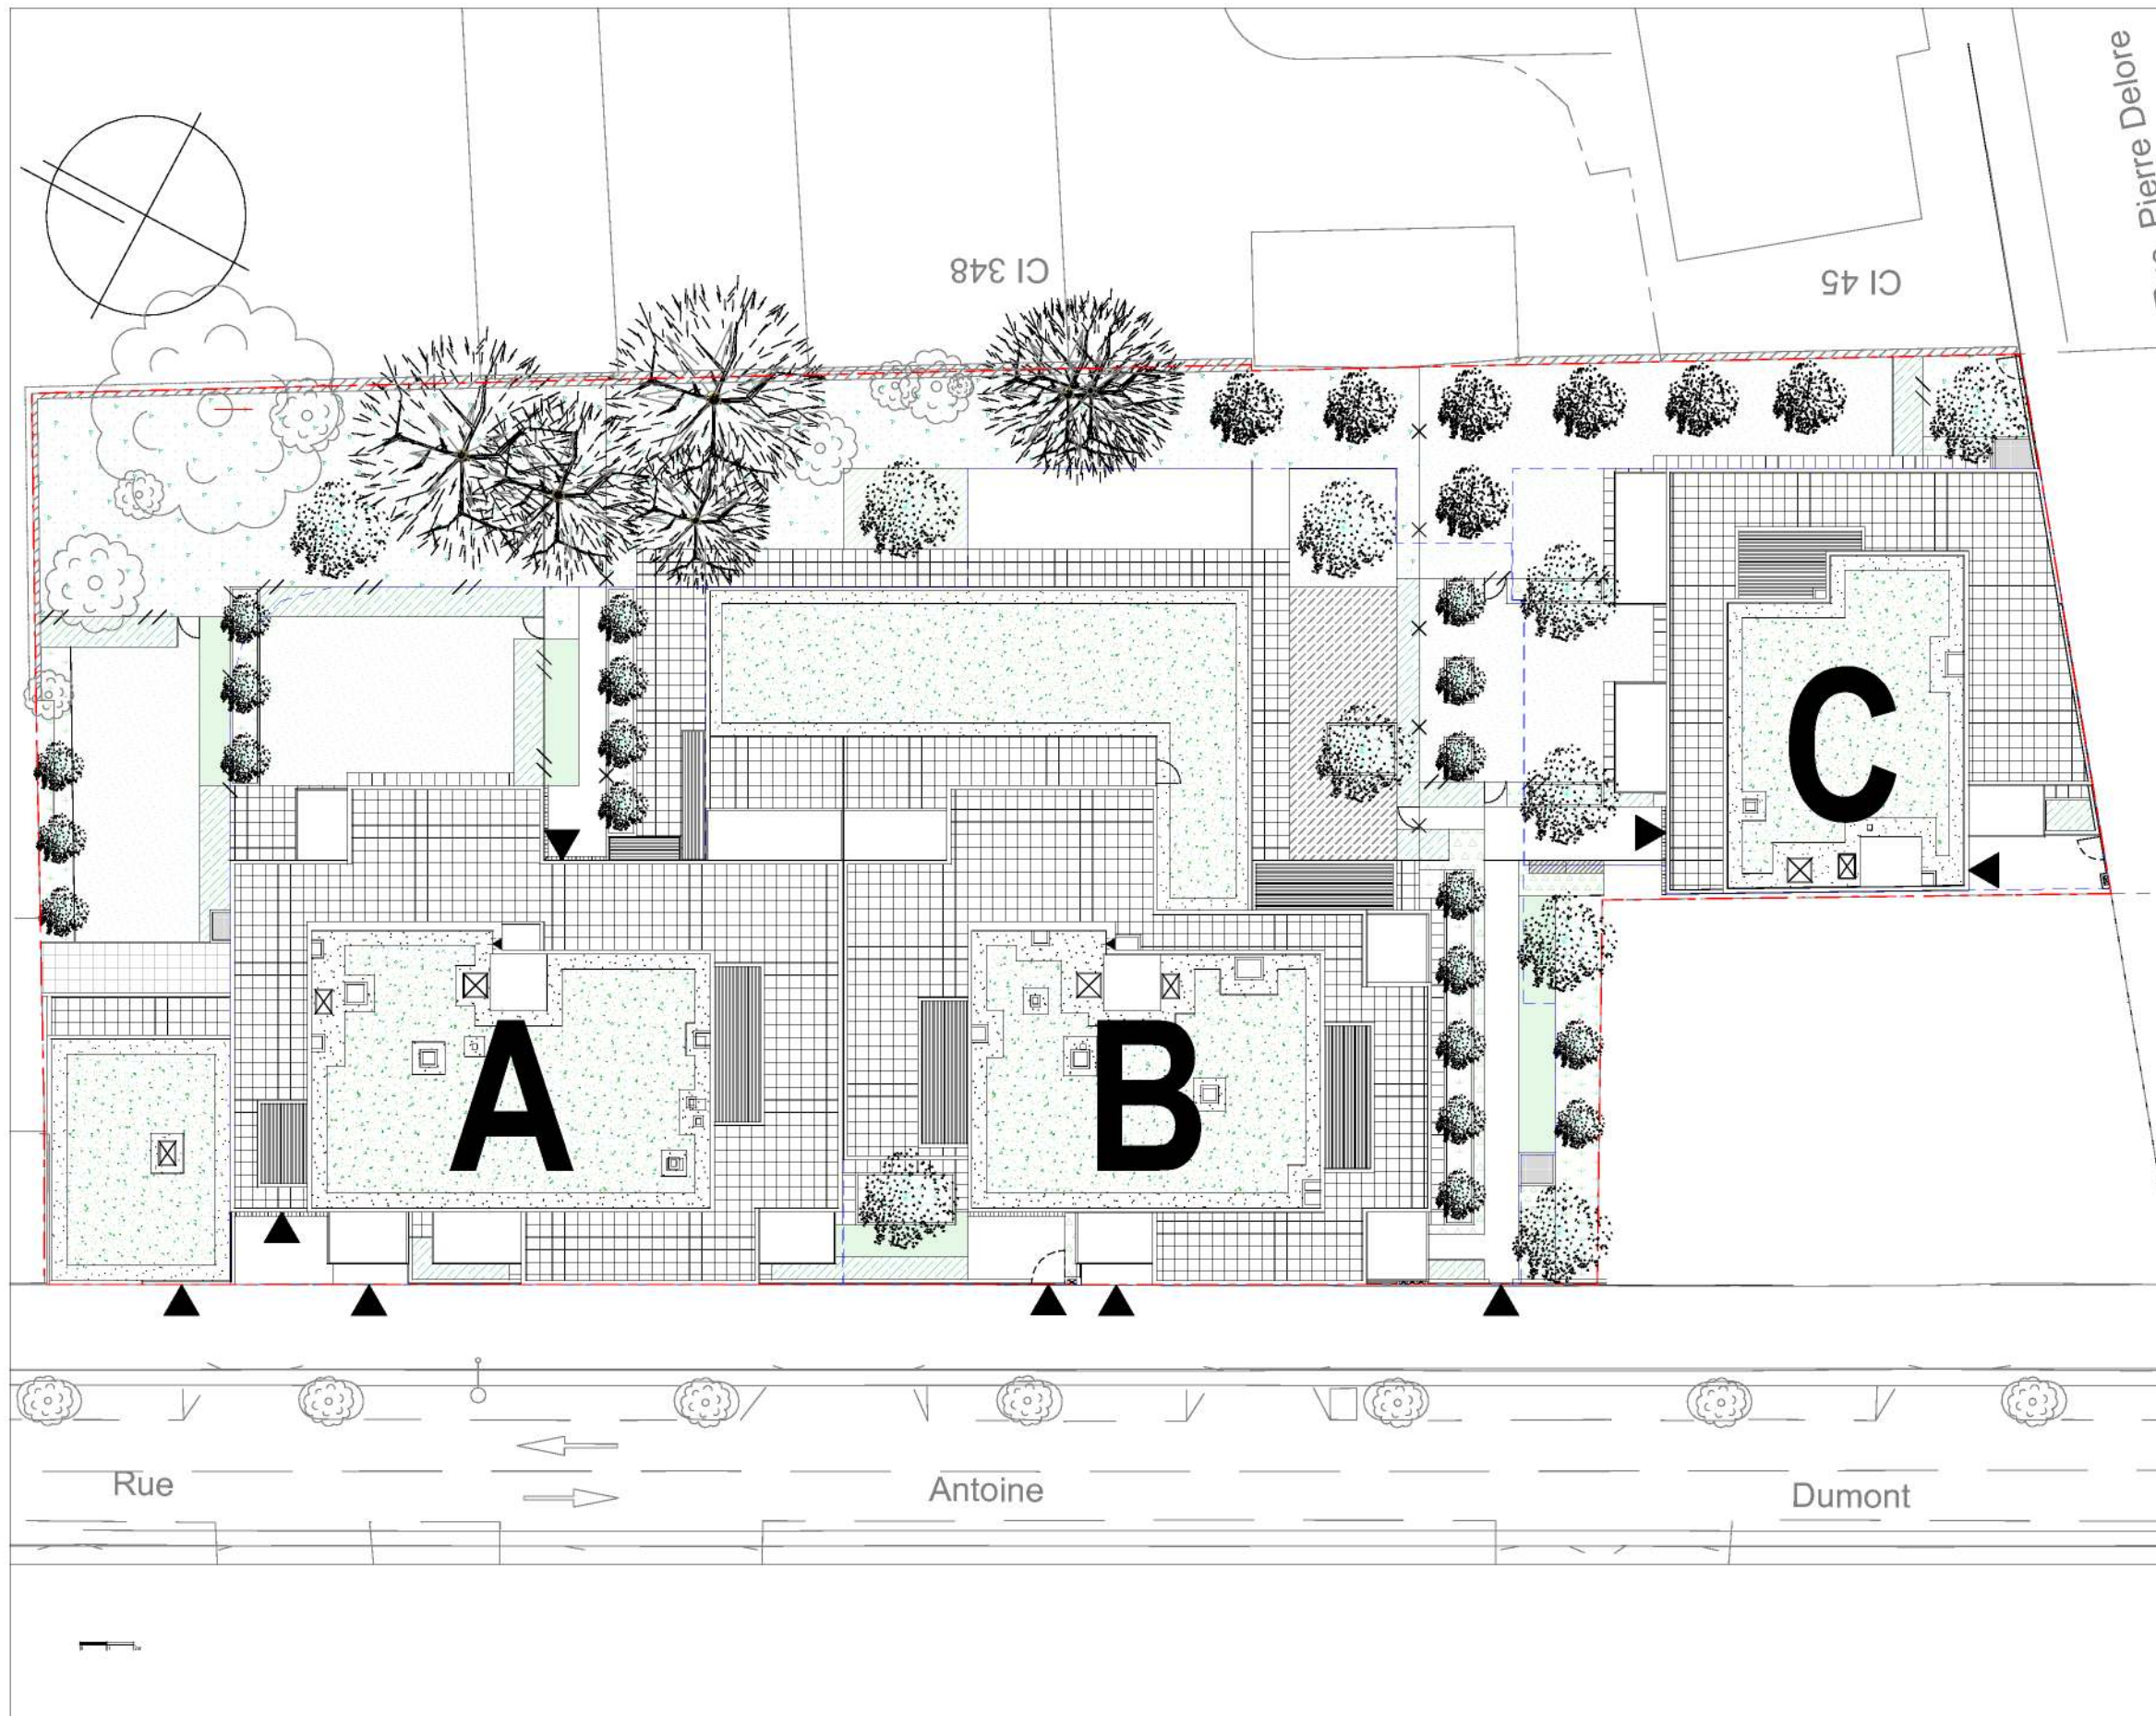 Pierre Delore
CI 348
CI 45
C
A
B
Rue Antoine Dumont